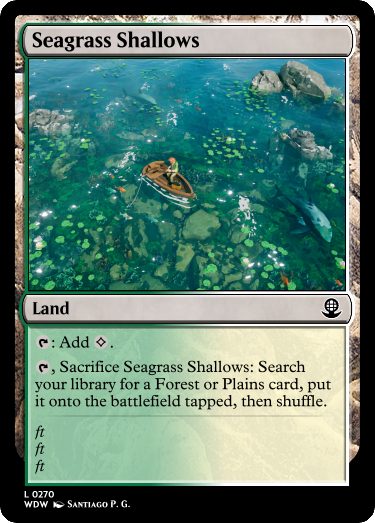 Seagrass Shallows
Land
: Add .
, Sacrifice Seagrass Shallows: Search
your library for a Forest or Plains card, put
it onto the battlefield tapped, then shuffle.
ft
ft
ft
L 0270
WDW Santiago P. G.